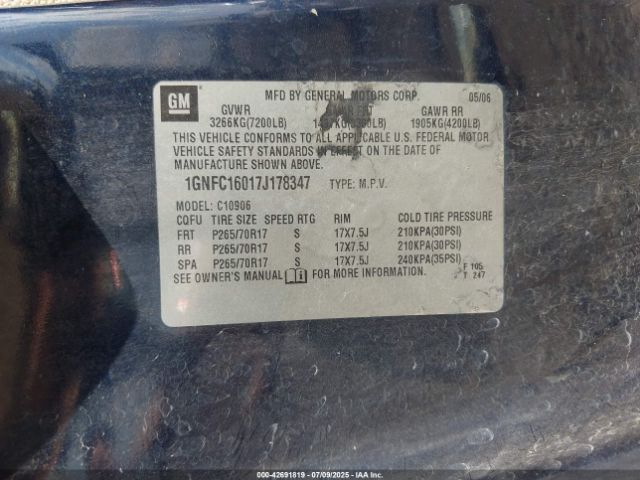 GM
MFD BY GENERAL MOTORS CORP. 05/06
GVWR GAWR RR
3266KG(7200LB) 1905KG(4200LB)
THIS VEHICLE CONFORMS TO ALL APPLICABLE U.S. FEDERAL MOTOR
VEHICLE SAFETY STANDARDS IN EFFECT ON THE DATE OF
MANUFACTURE SHOWN ABOVE.
1GNFC16017J178347 TYPE: M.P.V.
MODEL: C10906
COFU TIRE SIZE SPEED RTG RIM COLD TIRE PRESSURE
FRT P265/70R17 S 17X7.5J 210KPA(30PSI)
RR P265/70R17 S 17X7.5J 210KPA(30PSI)
SPA P265/70R17 S 17X7.5J 240KPA(35PSI)
SEE OWNER'S MANUAL FOR MORE INFORMATION.
F 105
T 247
000-42691819 | 07/09/2025 | COPART